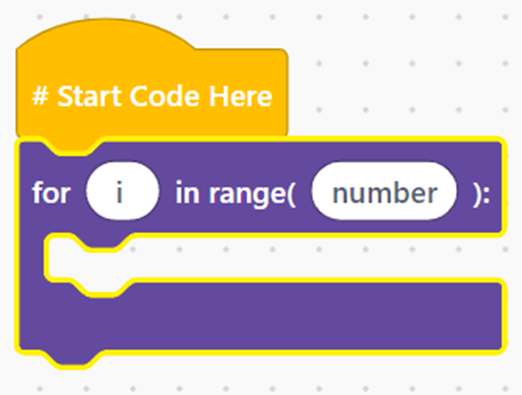 # Start Code Here
for i in range( number ):